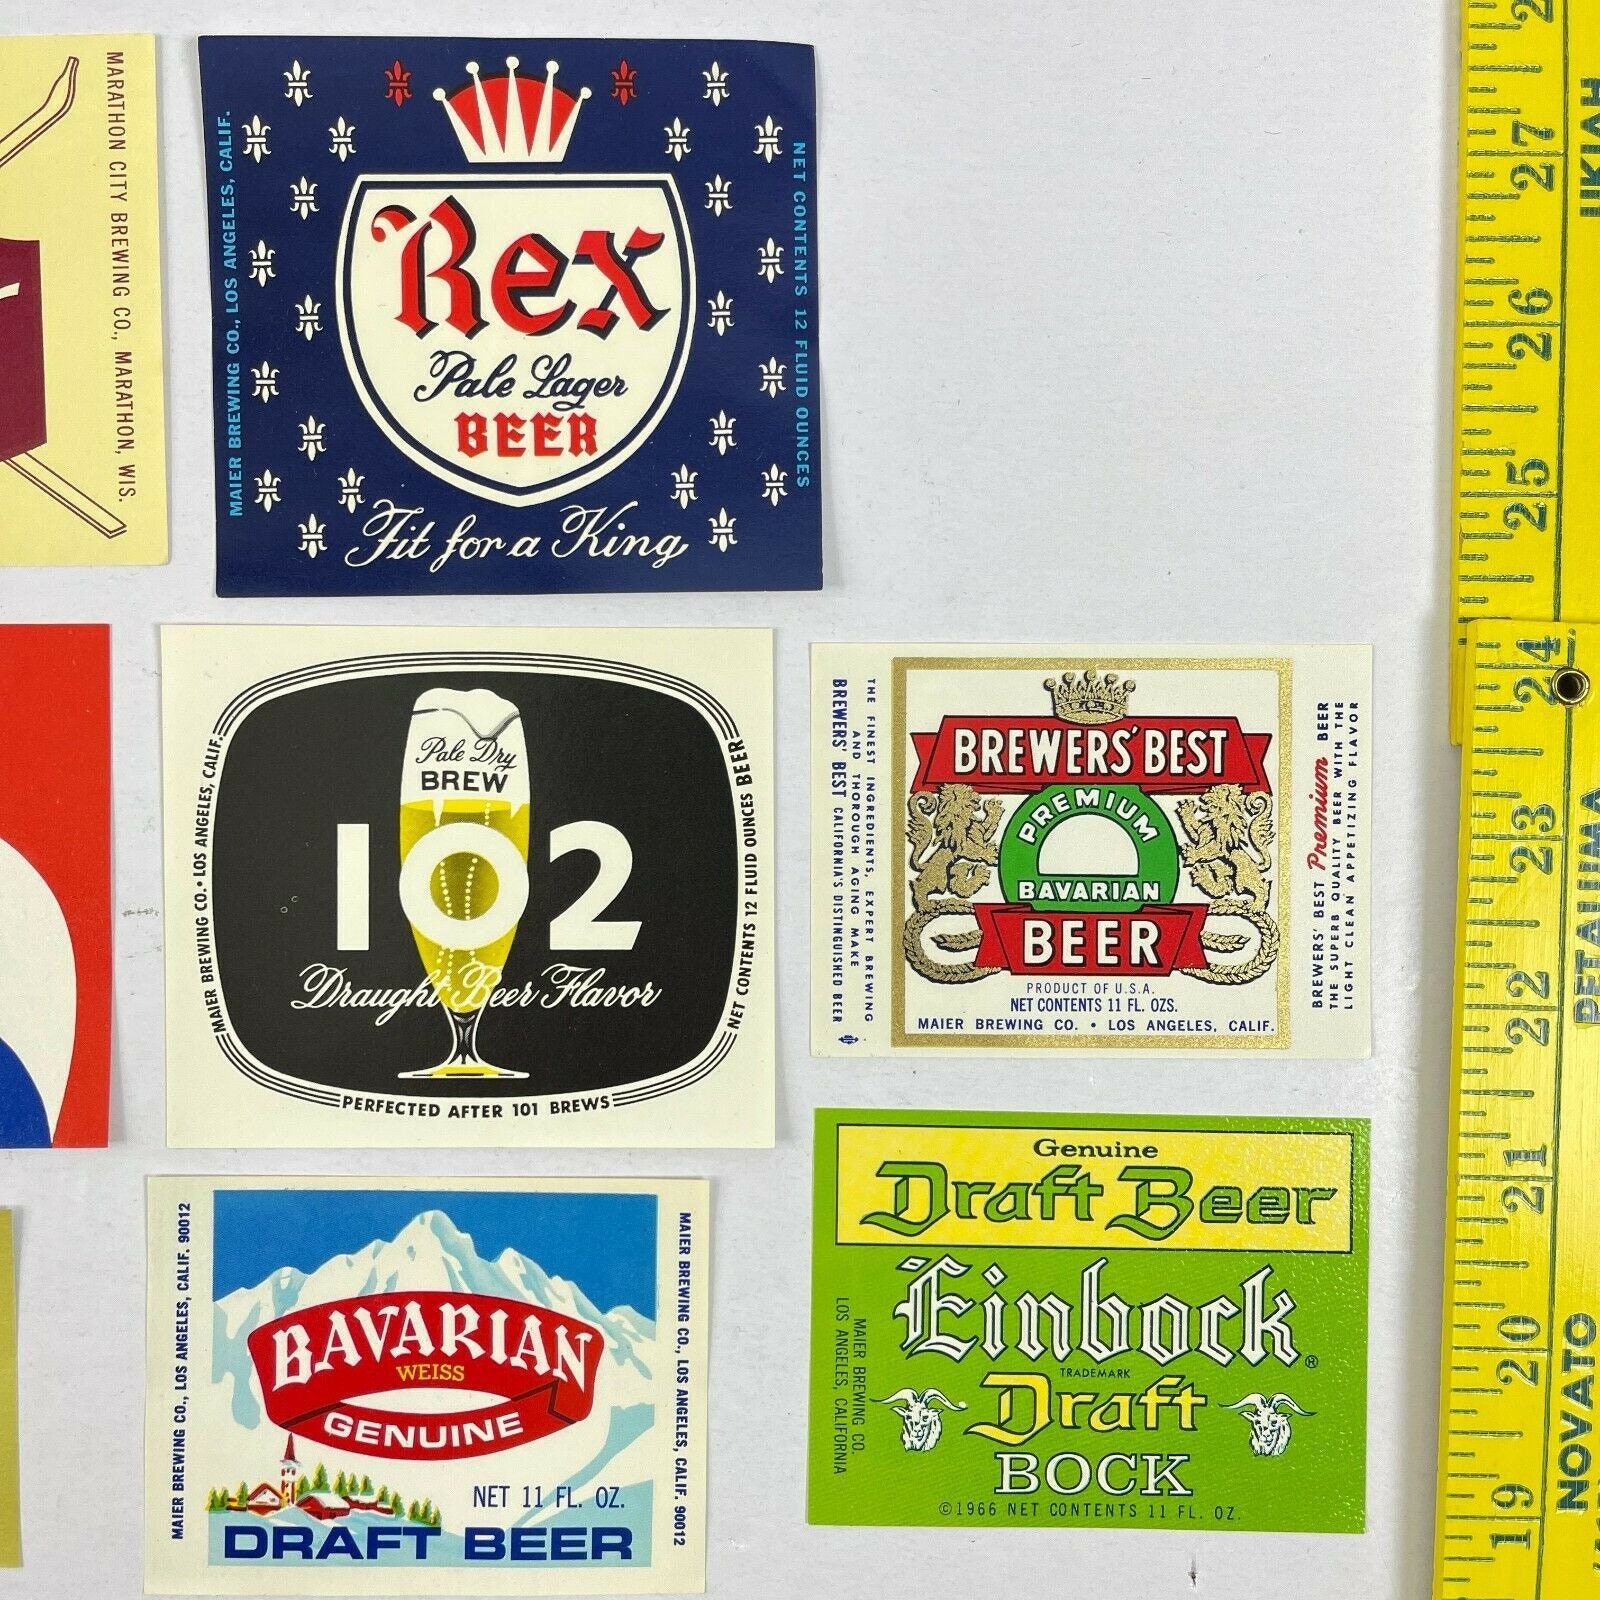 MARATHON CITY BREWING CO., MARATHON, WIS.
MAIER BREWING CO., LOS ANGELES, CALIF.
Rex
Pale Lager
BEER
Fit for a King
NET CONTENTS 12 FLUID OUNCES
MAIER BREWING CO. • LOS ANGELES, CALIF.
Pale Dry
BREW
102
Draught Beer Flavor
PERFECTED AFTER 101 BREWS
NET CONTENTS 12 FLUID OUNCES BEER
THE FINEST INGREDIENTS, EXPERT BREWING
AND THOROUGH AGING MAKE
BREWERS' BEST CALIFORNIA'S DISTINGUISHED BEER
BREWERS' BEST
PREMIUM
BAVARIAN
BEER
PRODUCT OF U.S.A.
NET CONTENTS 11 FL. OZS.
MAIER BREWING CO. • LOS ANGELES, CALIF.
BREWERS' BEST Premium BEER
THE SUPERB QUALITY BEER WITH THE
LIGHT CLEAN APPETIZING FLAVOR
MAIER BREWING CO., LOS ANGELES, CALIF. 90012
BAVARIAN
WEISS
GENUINE
NET 11 FL. OZ.
DRAFT BEER
MAIER BREWING CO., LOS ANGELES, CALIF. 90012
Genuine
Draft Beer
Einbock®
TRADEMARK
Draft
BOCK
©1966 NET CONTENTS 11 FL. OZ.
MAIER BREWING CO.
LOS ANGELES, CALIFORNIA
27
26
25
24
23
22
21
20
19
UKIAH
PETALUMA
NOVATO